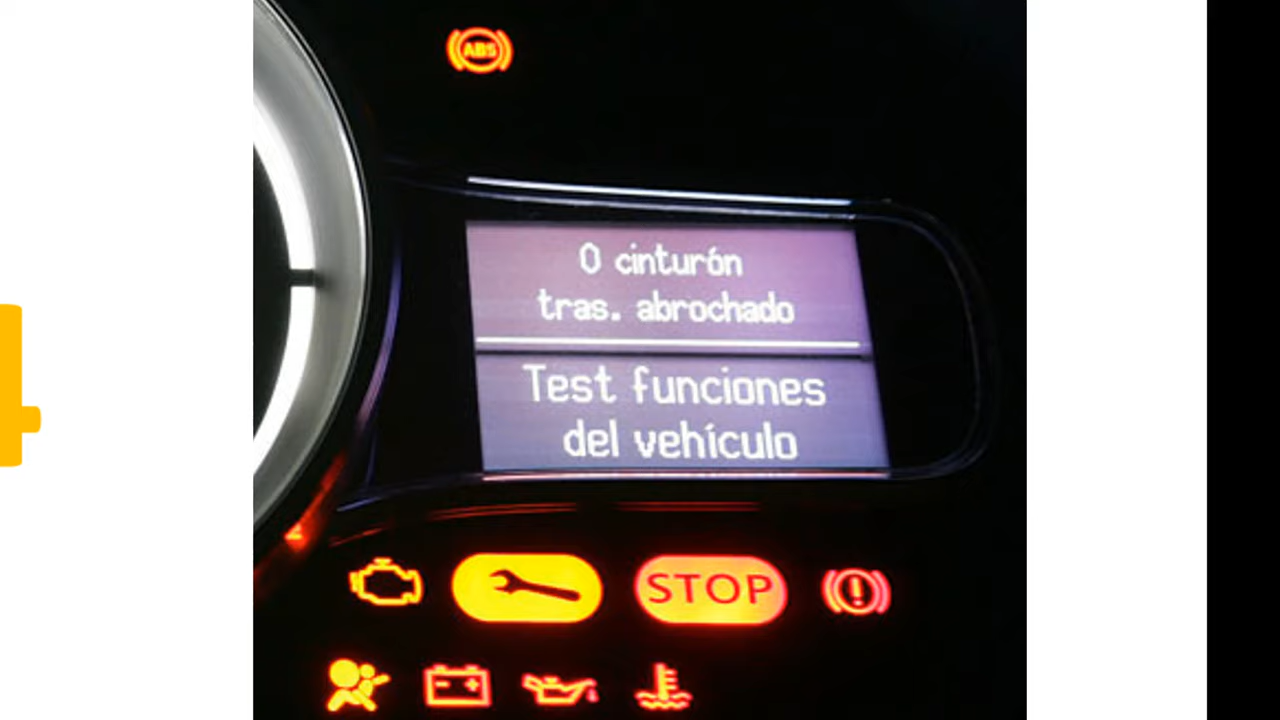 ABS
0 cinturón
tras. abrochado
Test funciones
del vehículo
STOP